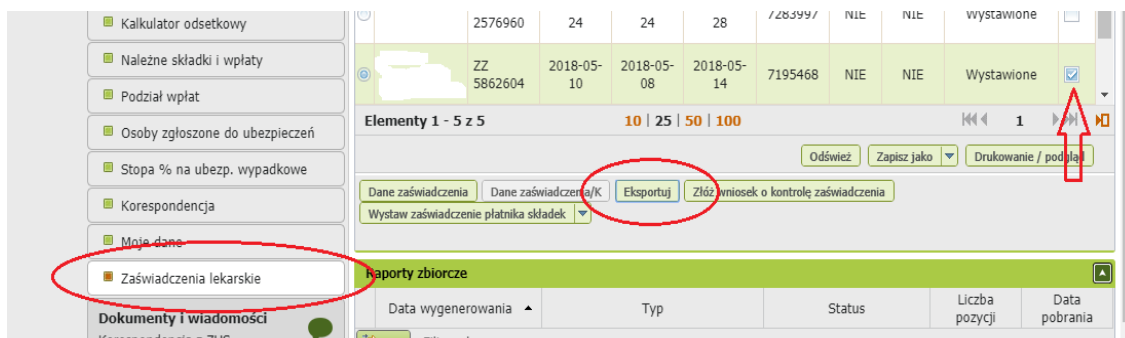 Kalkulator odsetkowy
Należne składki i wpłaty
Podział wpłat
Osoby zgłoszone do ubezpieczeń
Stopa % na ubezp. wypadkowe
Korespondencja
Moje dane
Zaświadczenia lekarskie
Dokumenty i wiadomości
2576960 24 24 28 7283997 NIE NIE Wystawione
ZZ 2018-05- 2018-05- 2018-05- 7195468 NIE NIE Wystawione
5862604 10 08 14
Elementy 1 - 5 z 5 10 | 25 | 50 | 100 1
Odśwież Zapisz jako Drukowanie / podgląd
Dane zaświadczenia Dane zaświadczenia/K Eksportuj Złóż wniosek o kontrolę zaświadczenia
Wystaw zaświadczenie płatnika składek
Raporty zbiorcze
Data wygenerowania Typ Status Liczba pozycji Data pobrania